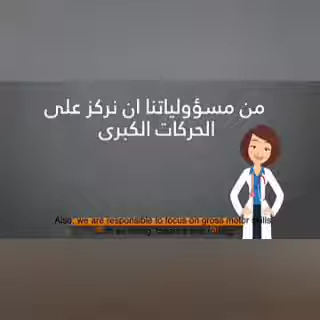 من مسؤولياتنا ان نركز على
الحركات الكبرى
Also, we are responsible to focus on gross motor skills